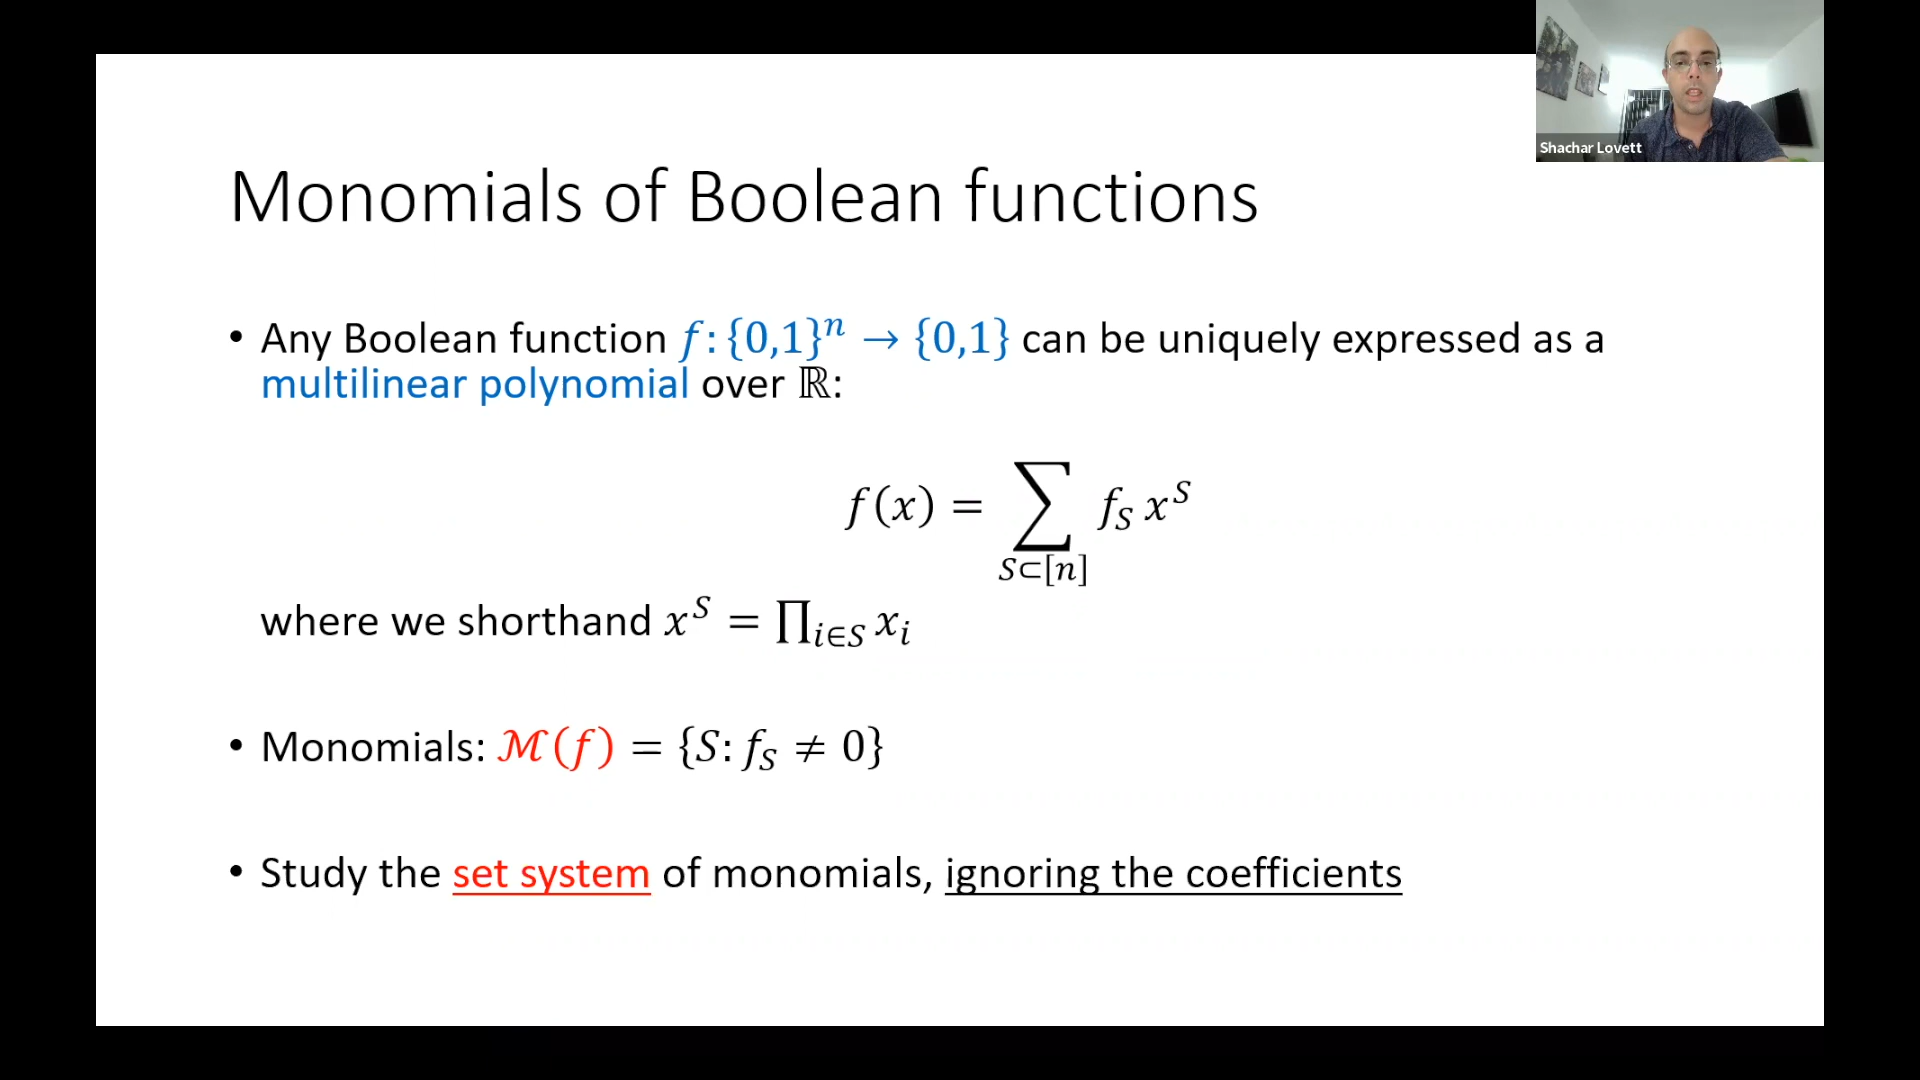 Shachar Lovett
Monomials of Boolean functions
• Any Boolean function f: {0,1}ⁿ → {0,1} can be uniquely expressed as a
multilinear polynomial over ℝ:
f(x) = ∑_{S⊂[n]} f_S x^S
where we shorthand x^S = ∏_{i∈S} x_i
• Monomials: ℳ(f) = {S: f_S ≠ 0}
• Study the set system of monomials, ignoring the coefficients